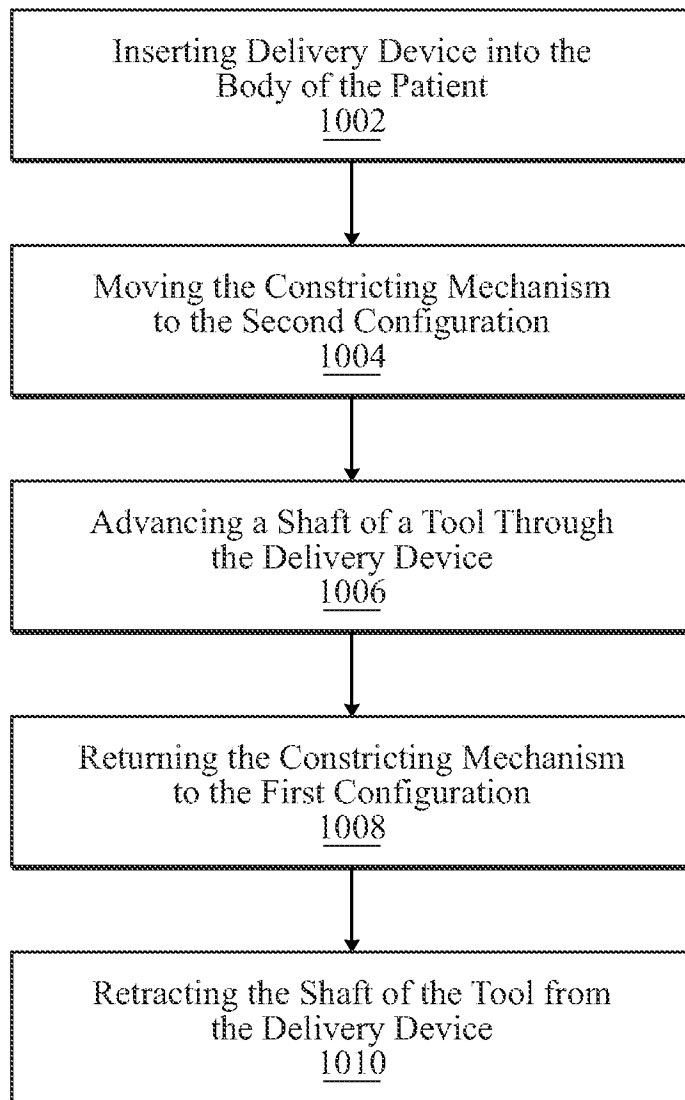 Inserting Delivery Device into the
Body of the Patient
1002
Moving the Constricting Mechanism
to the Second Configuration
1004
Advancing a Shaft of a Tool Through
the Delivery Device
1006
Returning the Constricting Mechanism
to the First Configuration
1008
Retracting the Shaft of the Tool from
the Delivery Device
1010